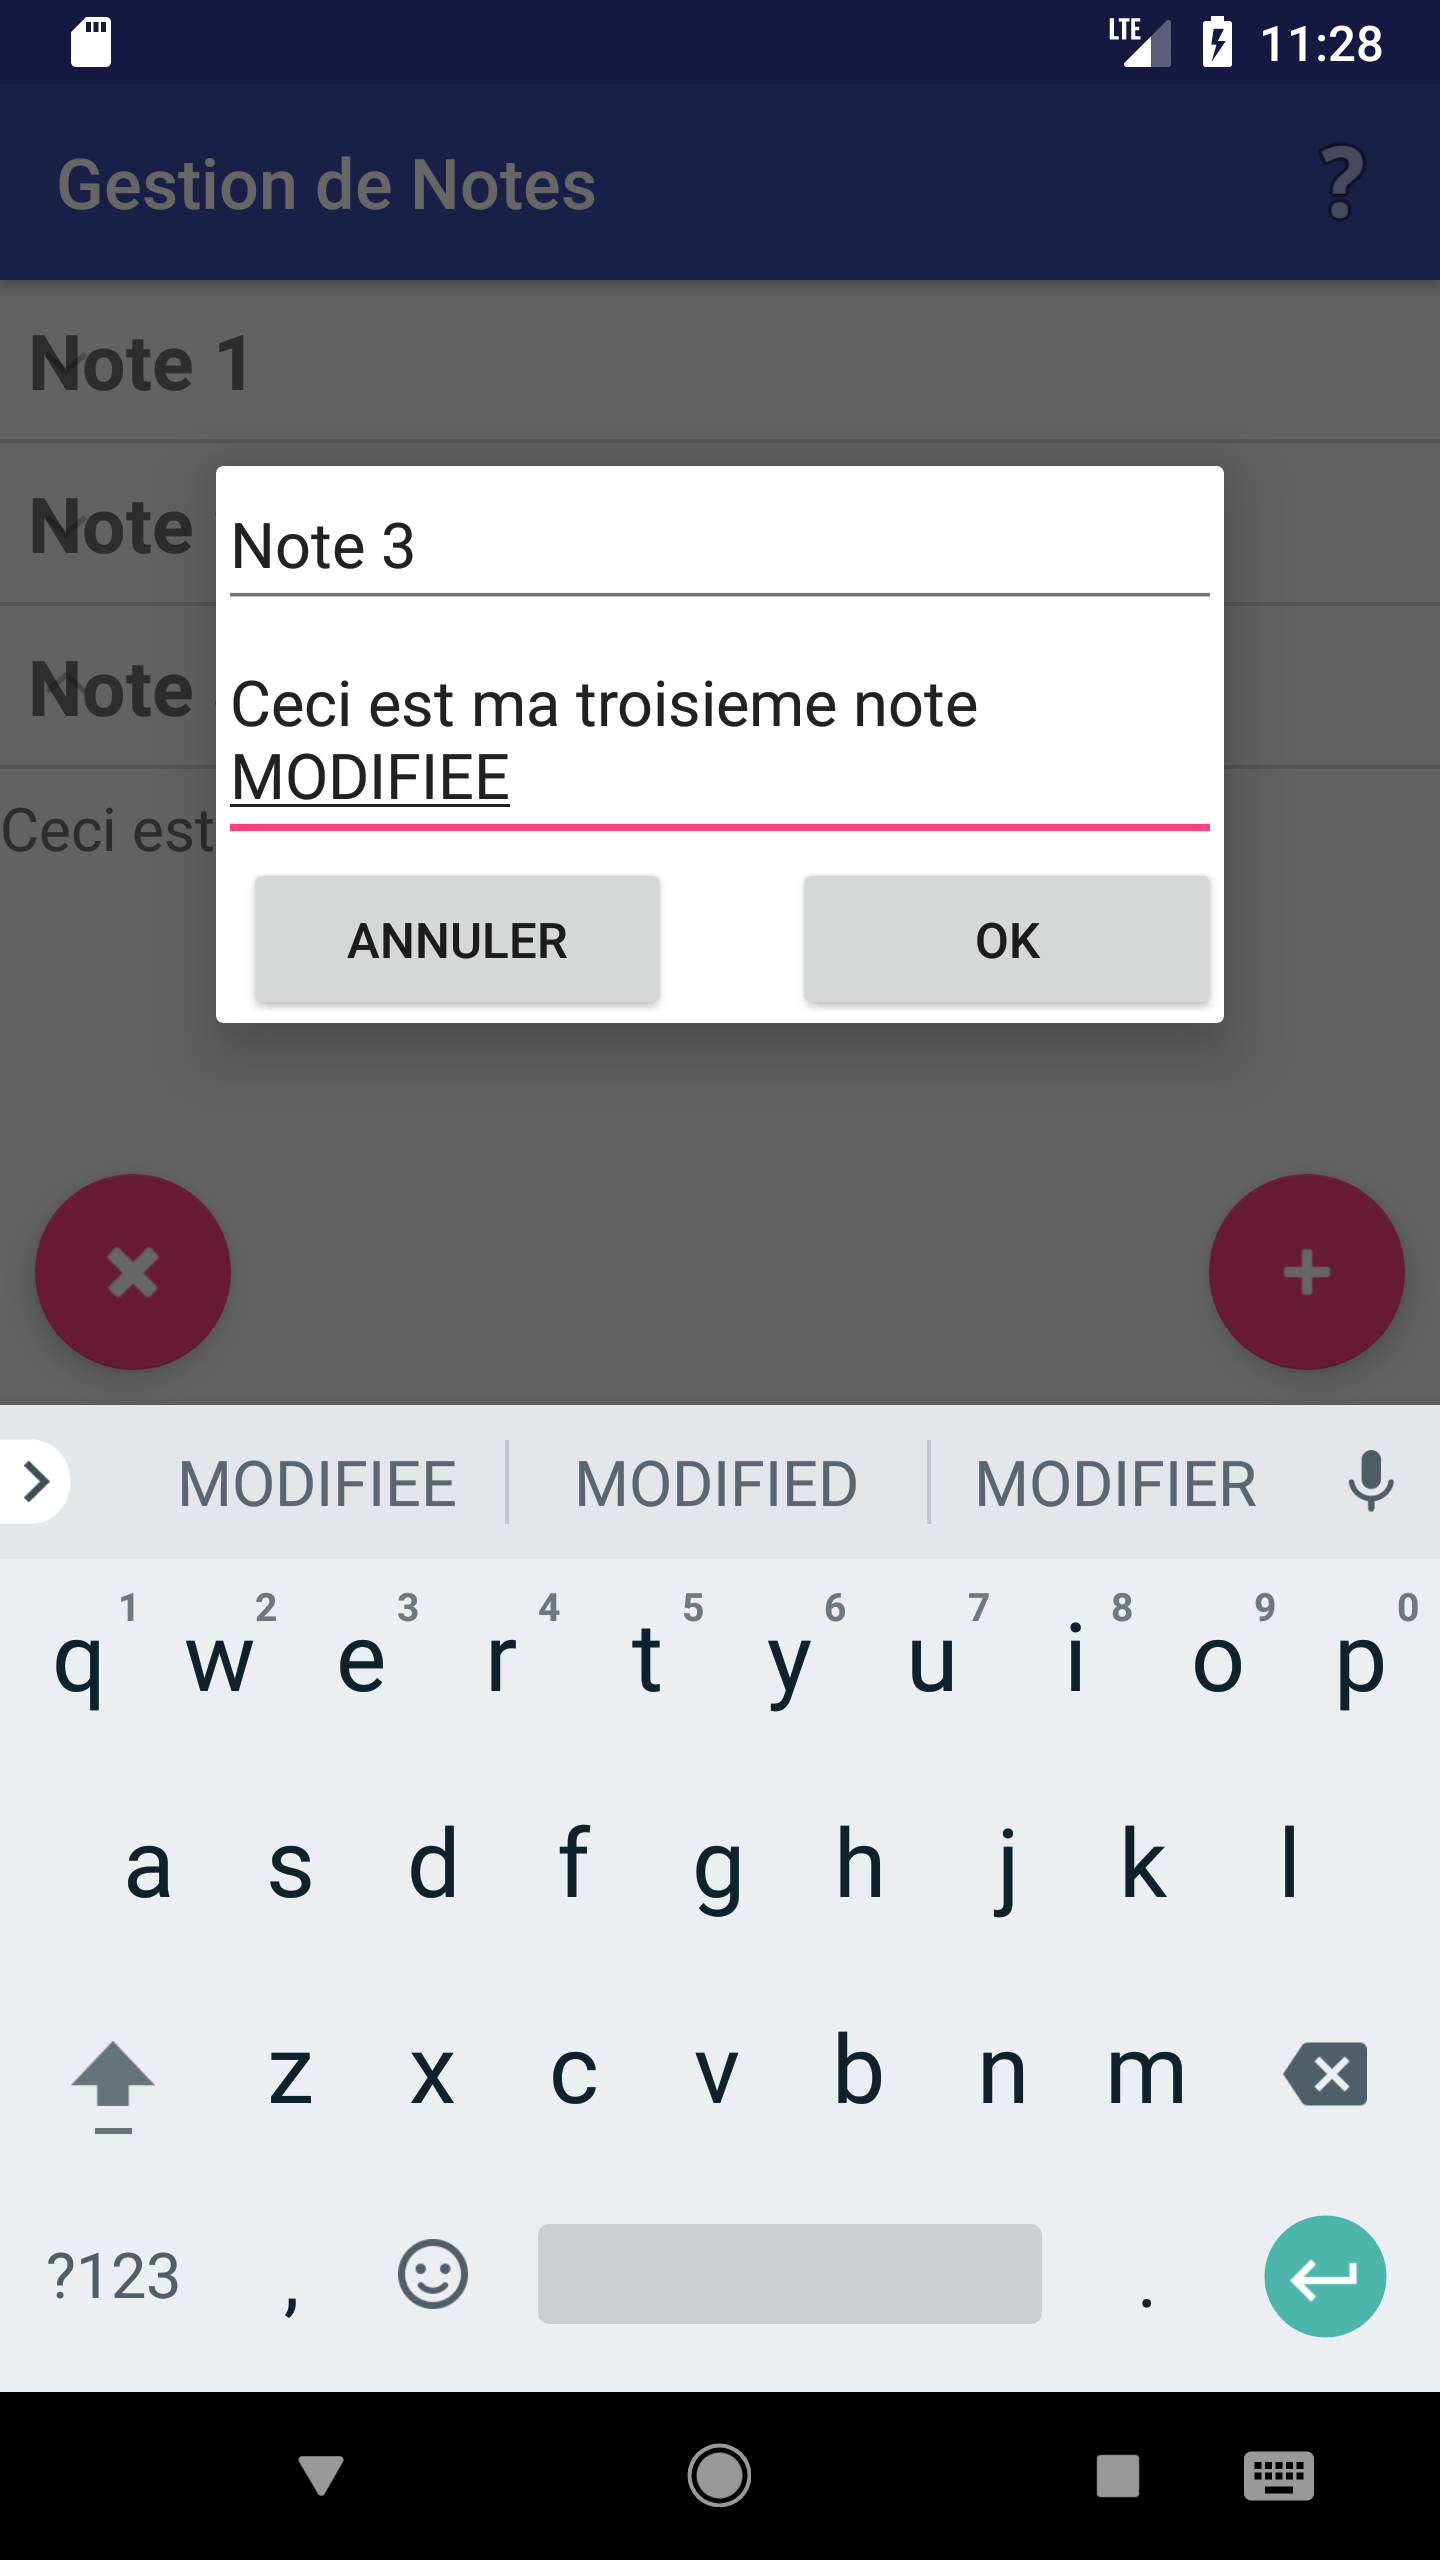 LTE 11:28
Gestion de Notes ?
Note 1
Note
Note
Ceci est
Note 3
Ceci est ma troisieme note
MODIFIEE
ANNULER OK
MODIFIEE MODIFIED MODIFIER
1 2 3 4 5 6 7 8 9 0
q w e r t y u i o p
a s d f g h j k l
z x c v b n m
?123 , .